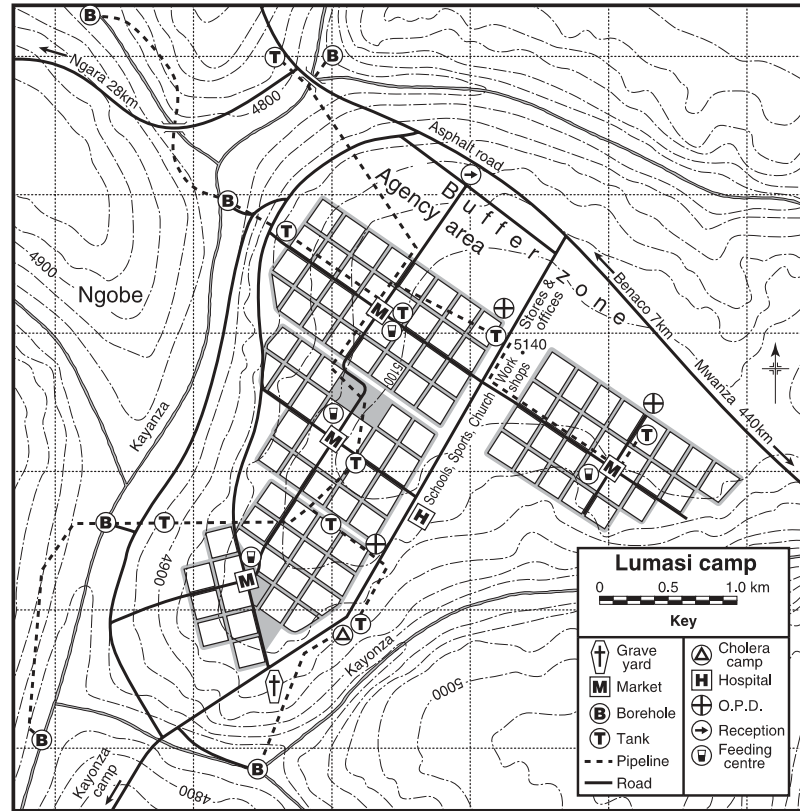 B
B
T
Ngara 28km
4800
Asphalt road
Agency
area
Buffer zone
B
T
4900
Ngobe
Stores &
offices
Benaco 7km
M
T
T
5140
5100
Work
shops
Mwanza 440km
Kayanza
Schools, Sports, Church
M
T
M
T
B
T
T
H
4900
M
T
Kayonza
5000
B
B
Kayonza
camp
4800
Lumasi camp
0 0.5 1.0 km
Key
Grave
yard
M Market
B Borehole
T Tank
Pipeline
Road
Cholera
camp
H Hospital
O.P.D.
Reception
Feeding
centre